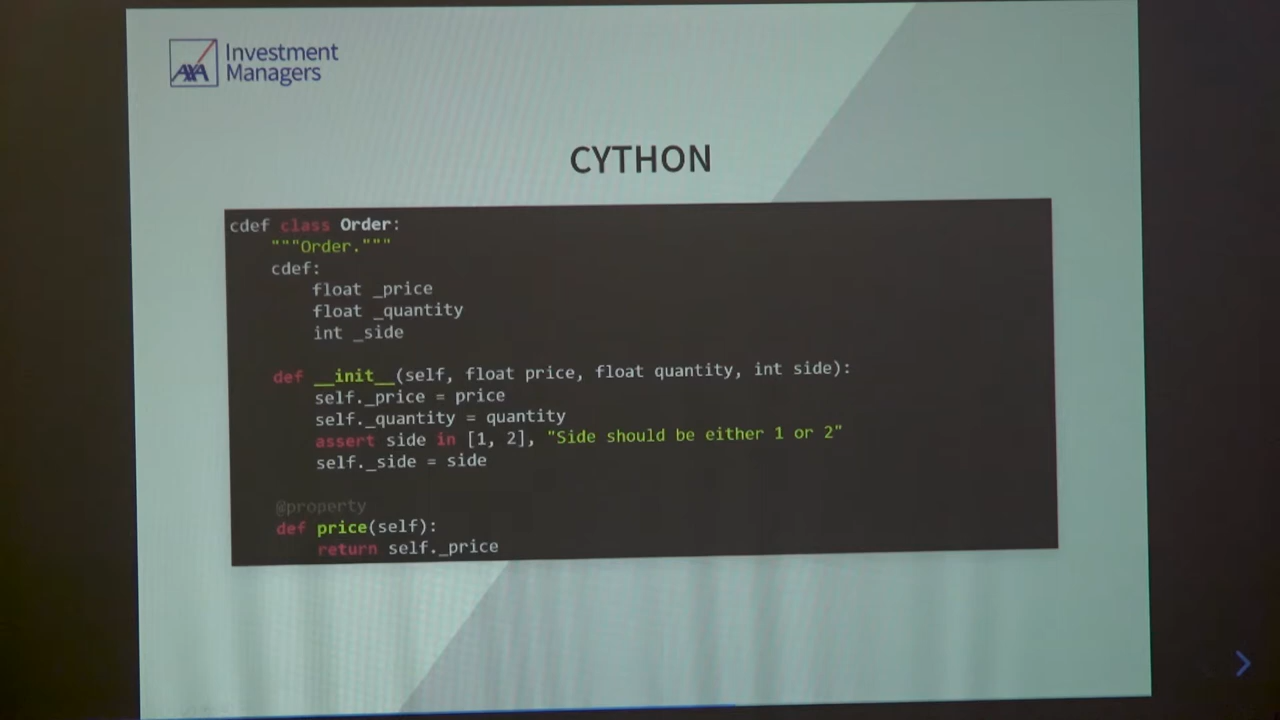 AXA
Investment
Managers
CYTHON
cdef class Order:
    """Order."""
    cdef:
        float _price
        float _quantity
        int _side

    def __init__(self, float price, float quantity, int side):
        self._price = price
        self._quantity = quantity
        assert side in [1, 2], "Side should be either 1 or 2"
        self._side = side

    @property
    def price(self):
        return self._price